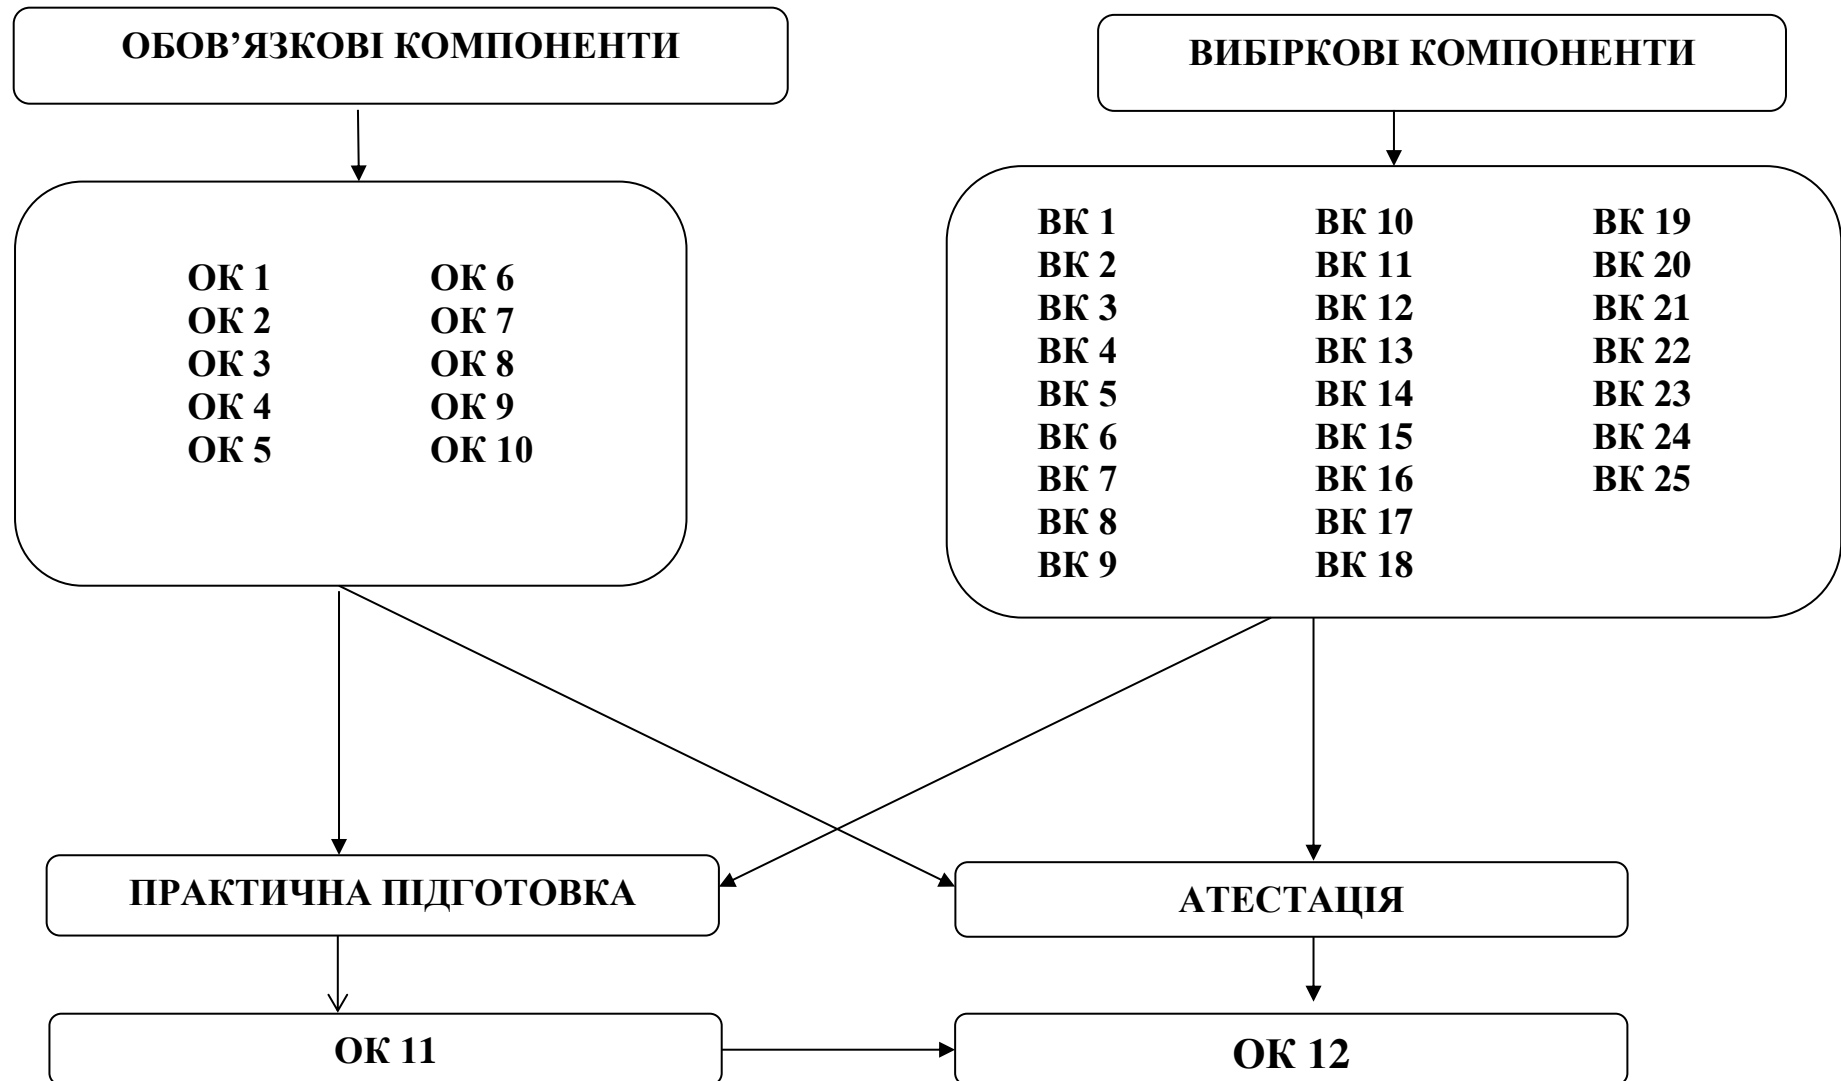 ОБОВ’ЯЗКОВІ КОМПОНЕНТИ
ВИБІРКОВІ КОМПОНЕНТИ
ОК 1
ОК 2
ОК 3
ОК 4
ОК 5
ОК 6
ОК 7
ОК 8
ОК 9
ОК 10
ВК 1
ВК 2
ВК 3
ВК 4
ВК 5
ВК 6
ВК 7
ВК 8
ВК 9
ВК 10
ВК 11
ВК 12
ВК 13
ВК 14
ВК 15
ВК 16
ВК 17
ВК 18
ВК 19
ВК 20
ВК 21
ВК 22
ВК 23
ВК 24
ВК 25
ПРАКТИЧНА ПІДГОТОВКА
АТЕСТАЦІЯ
ОК 11
ОК 12